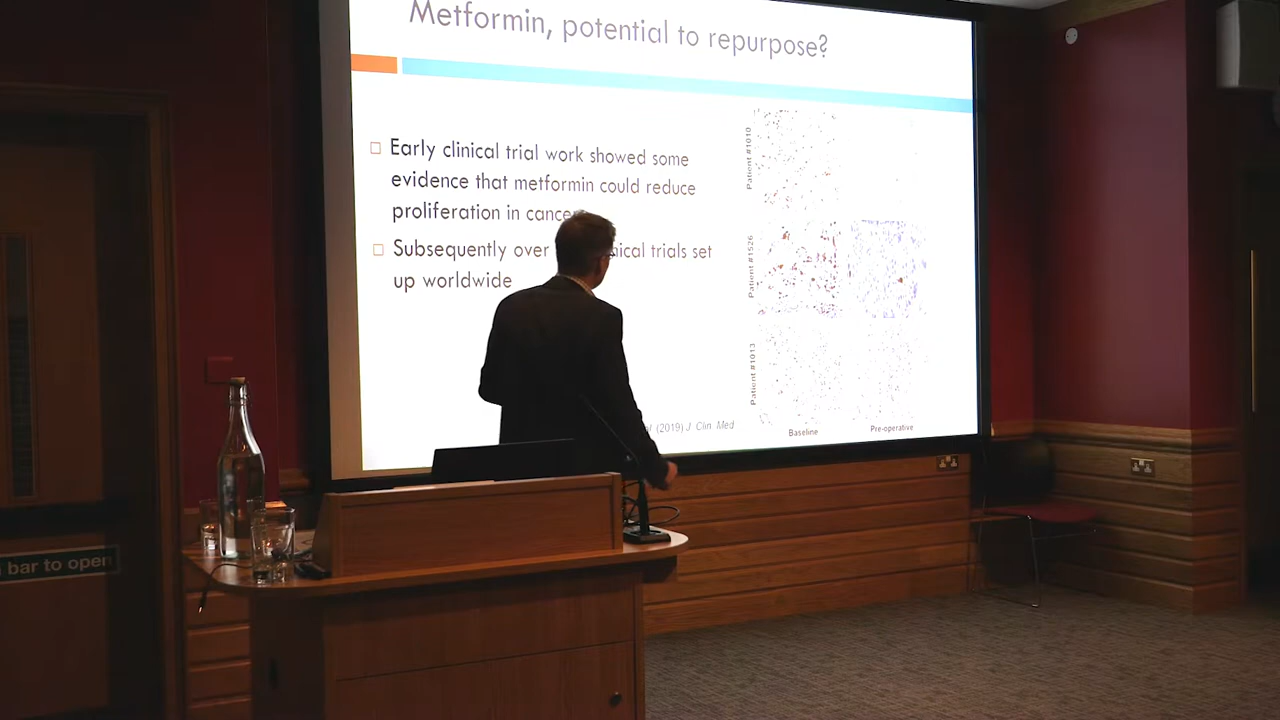 Metformin, potential to repurpose?
Early clinical trial work showed some
evidence that metformin could reduce
proliferation in cancer
Subsequently over
trials set
up worldwide
(2019) J. Clin. Med
Patient #1010
Patient #1526
Patient #1013
Baseline
Pre-operative
bar to open